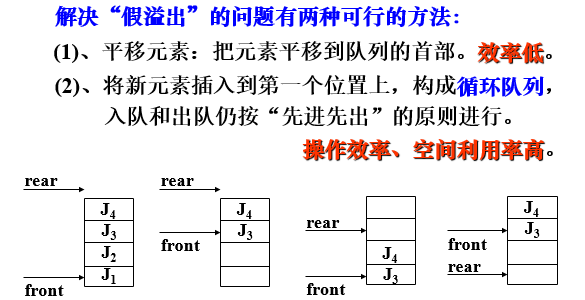 解决“假溢出”的问题有两种可行的方法：
(1)、平移元素：把元素平移到队列的首部。效率低。
(2)、将新元素插入到第一个位置上，构成循环队列，
入队和出队仍按“先进先出”的原则进行。
操作效率、空间利用率高。
rear
J4
J3
J2
J1
front
rear
J4
J3
front
rear
J4
J3
front
J4
J3
front
rear